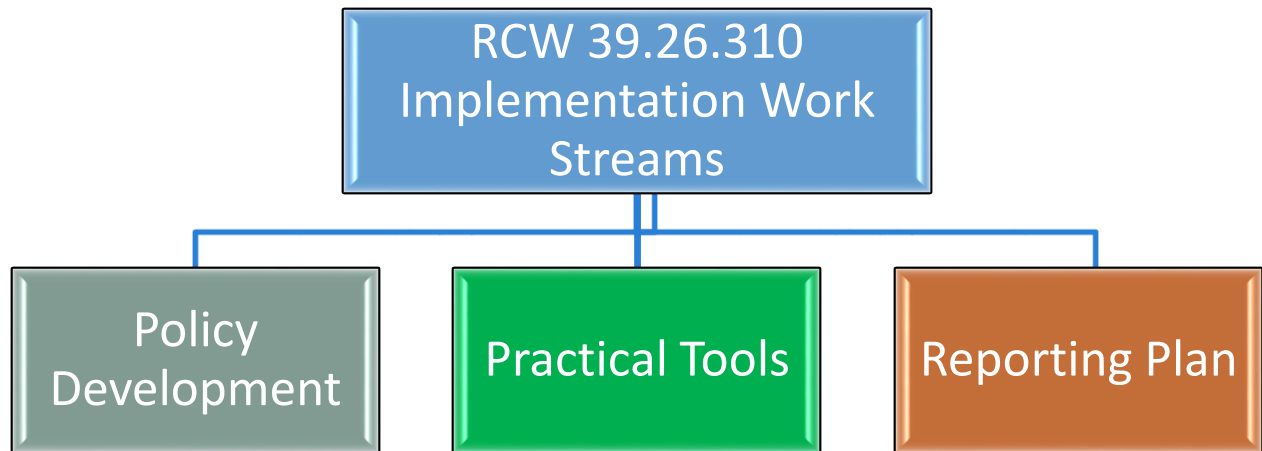 RCW 39.26.310
Implementation Work
Streams
Policy
Development
Practical Tools
Reporting Plan